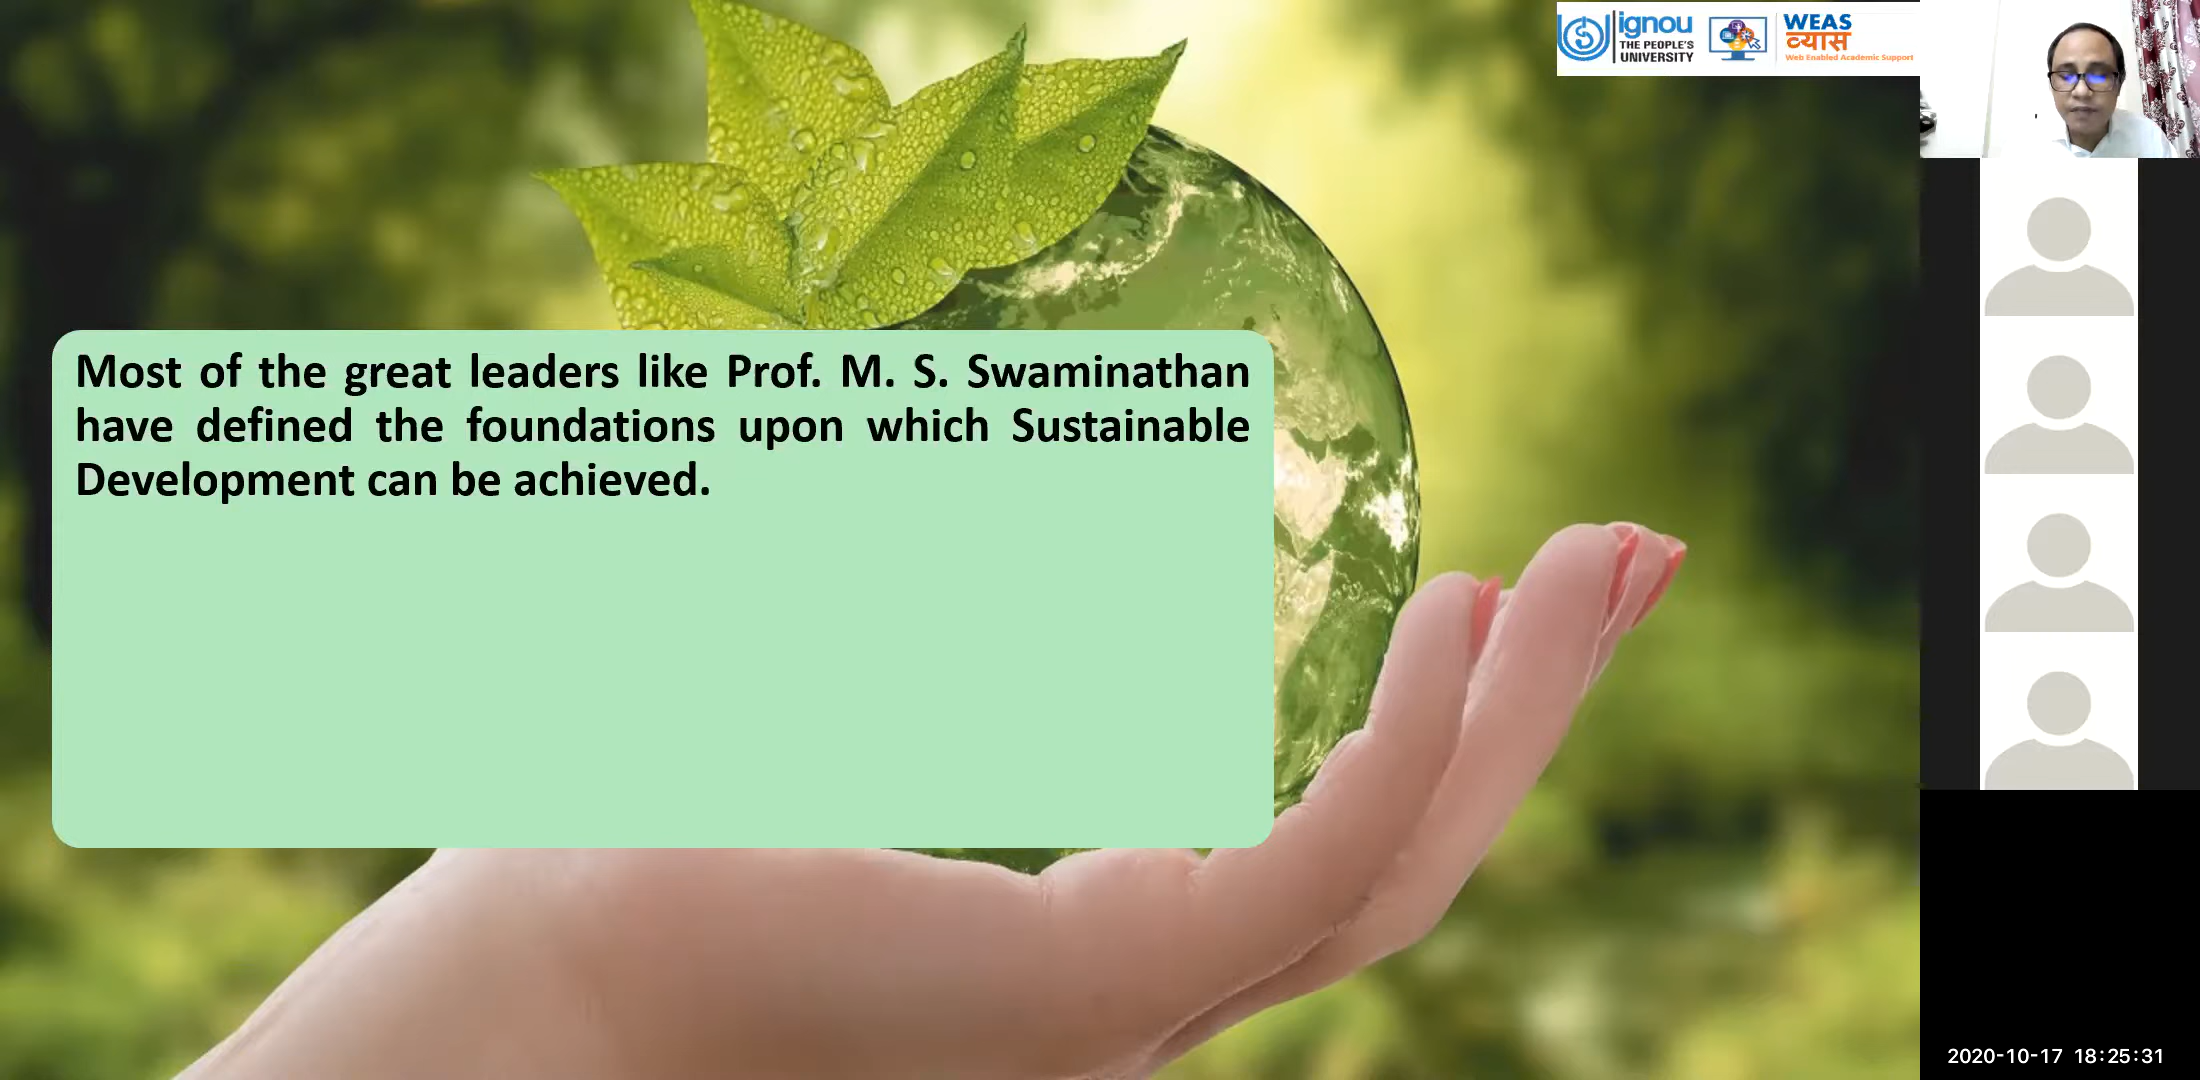 ignou
THE PEOPLE'S
UNIVERSITY
WEAS
व्यास
Web Enabled Academic Support
Most of the great leaders like Prof. M. S. Swaminathan
have defined the foundations upon which Sustainable
Development can be achieved.
2020-10-17 18:25:31